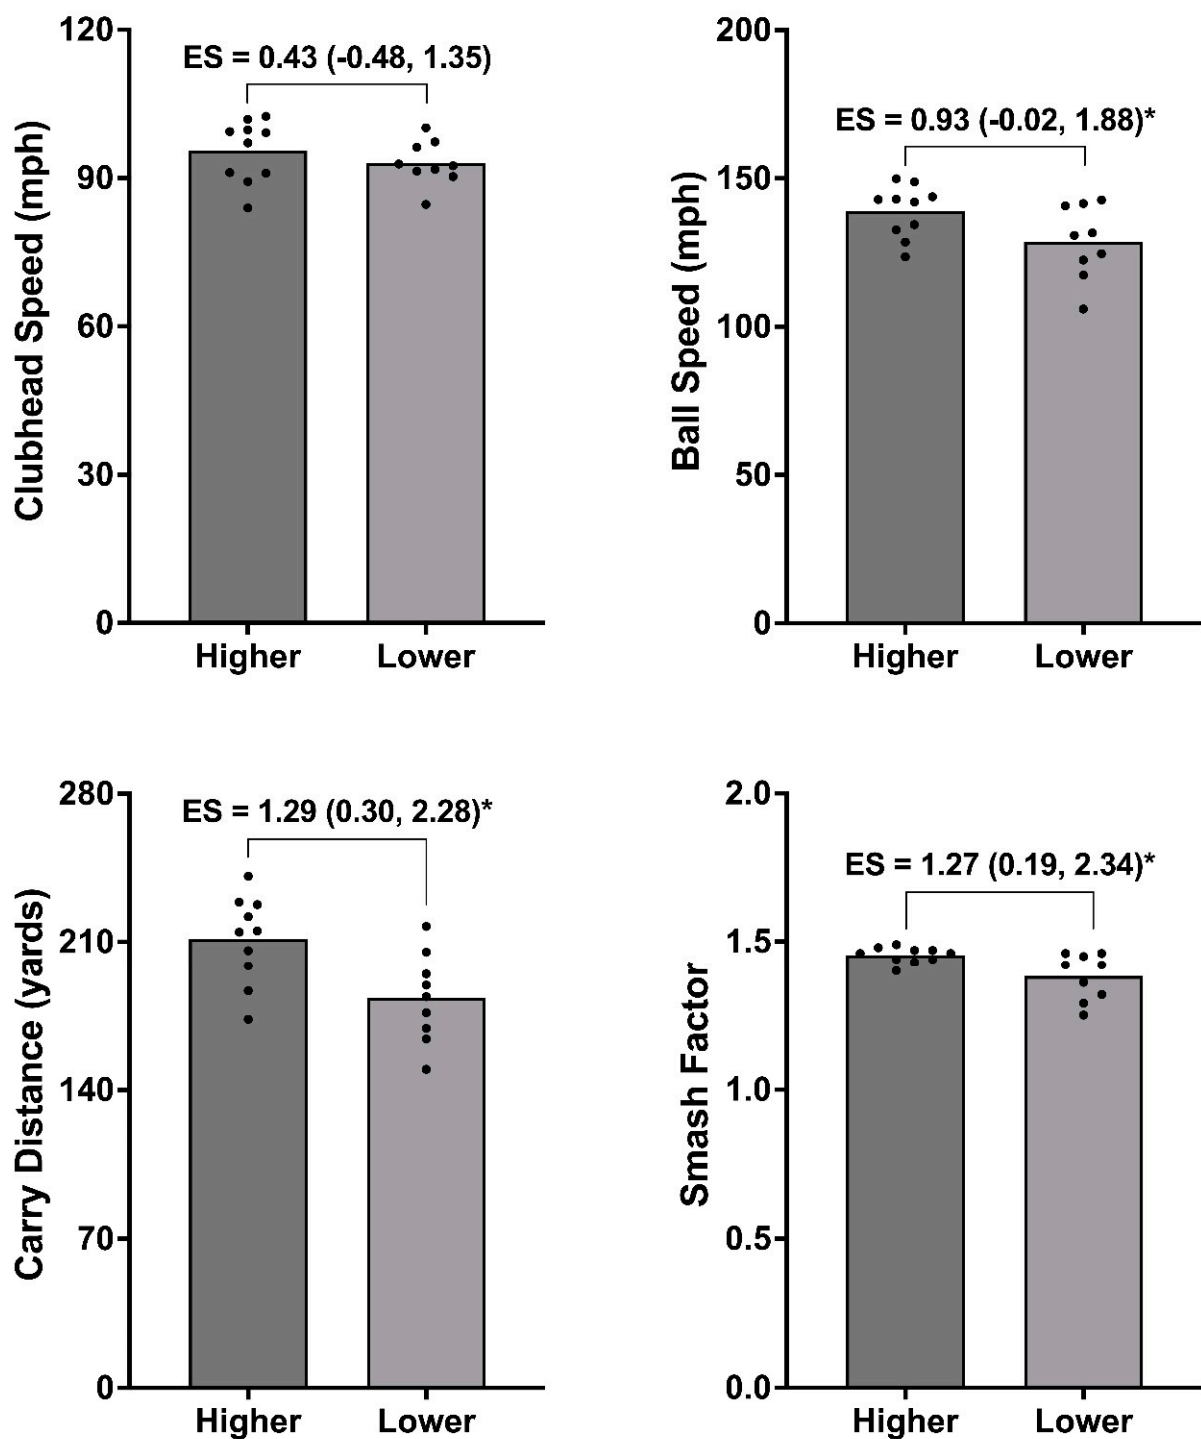 Clubhead Speed (mph)
120
90
60
30
0
ES = 0.43 (-0.48, 1.35)
Higher Lower
Ball Speed (mph)
200
150
100
50
0
ES = 0.93 (-0.02, 1.88)*
Higher Lower
Carry Distance (yards)
280
210
140
70
0
ES = 1.29 (0.30, 2.28)*
Higher Lower
Smash Factor
2.0
1.5
1.0
0.5
0.0
ES = 1.27 (0.19, 2.34)*
Higher Lower